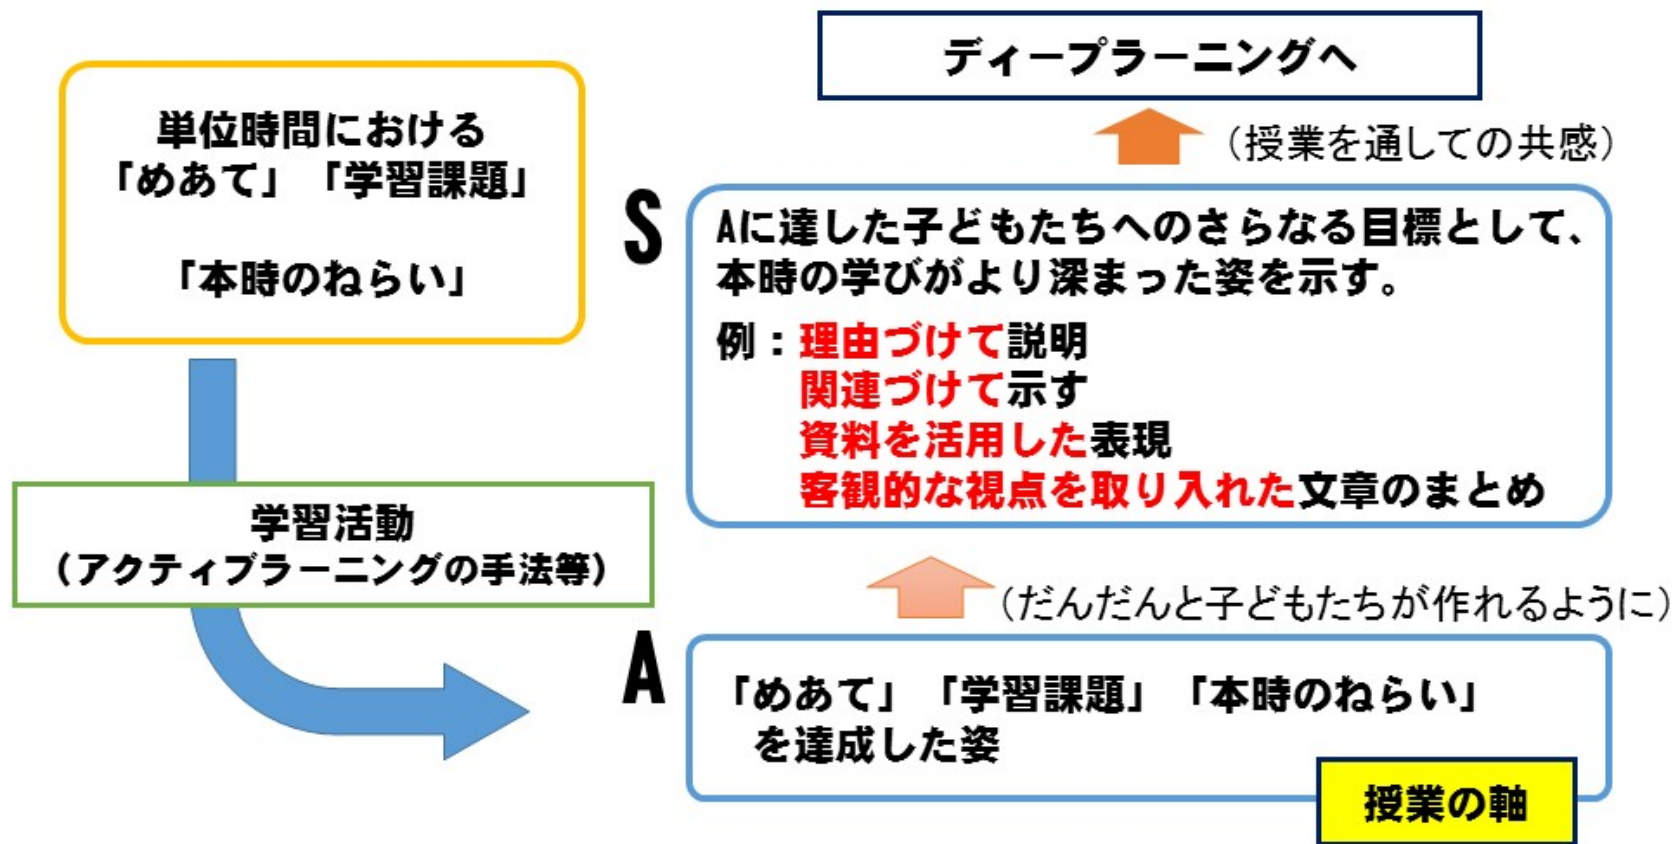 単位時間における
「めあて」「学習課題」
「本時のねらい」
学習活動
(アクティブラーニングの手法等)
ディープラーニングへ
(授業を通しての共感)
S
Aに達した子どもたちへのさらなる目標として、
本時の学びがより深まった姿を示す。
例：理由づけて説明
関連づけて示す
資料を活用した表現
客観的な視点を取り入れた文章のまとめ
(だんだんと子どもたちが作れるように)
A
「めあて」「学習課題」「本時のねらい」
を達成した姿
授業の軸